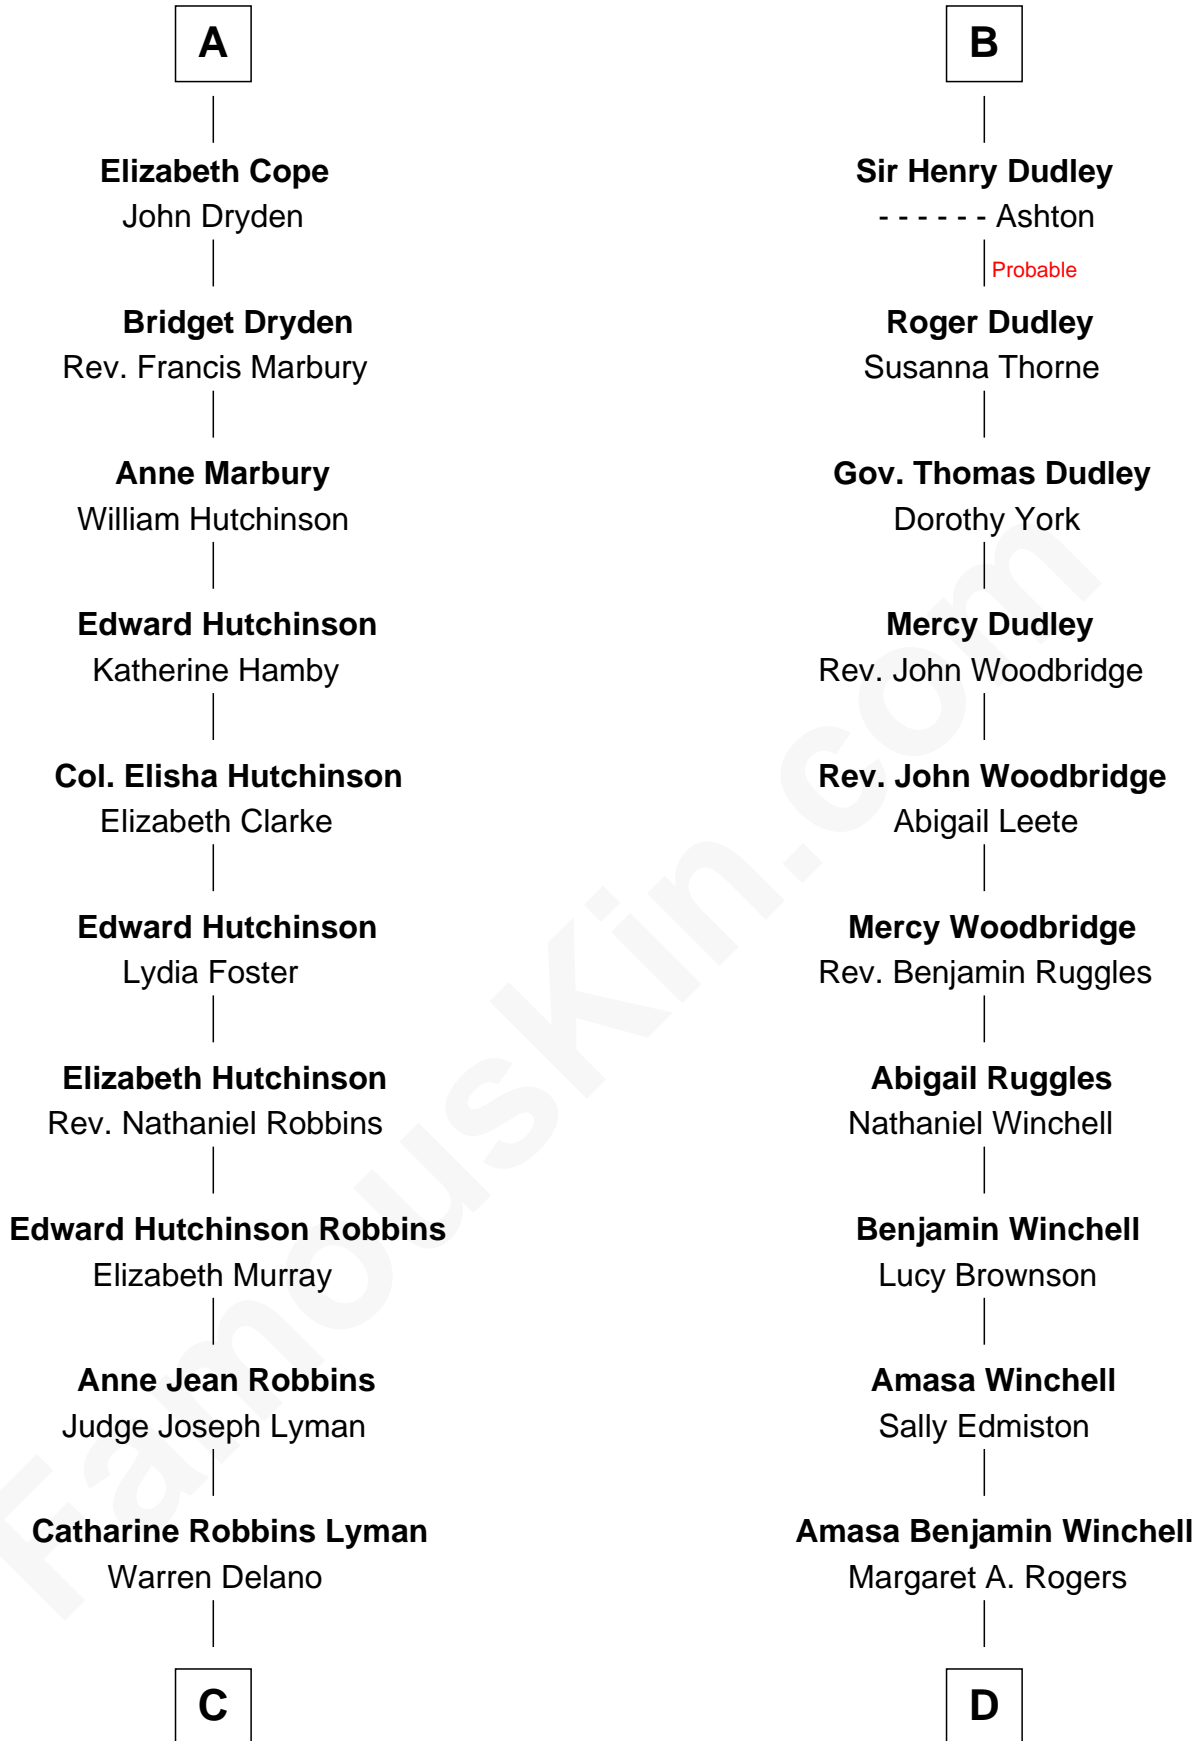 A
Elizabeth Cope
John Dryden
Bridget Dryden
Rev. Francis Marbury
Anne Marbury
William Hutchinson
Edward Hutchinson
Katherine Hamby
Col. Elisha Hutchinson
Elizabeth Clarke
Edward Hutchinson
Lydia Foster
Elizabeth Hutchinson
Rev. Nathaniel Robbins
Edward Hutchinson Robbins
Elizabeth Murray
Anne Jean Robbins
Judge Joseph Lyman
Catharine Robbins Lyman
Warren Delano
C
B
Sir Henry Dudley
- - - - - - Ashton
Probable
Roger Dudley
Susanna Thorne
Gov. Thomas Dudley
Dorothy York
Mercy Dudley
Rev. John Woodbridge
Rev. John Woodbridge
Abigail Leete
Mercy Woodbridge
Rev. Benjamin Ruggles
Abigail Ruggles
Nathaniel Winchell
Benjamin Winchell
Lucy Brownson
Amasa Winchell
Sally Edmiston
Amasa Benjamin Winchell
Margaret A. Rogers
D
FamousKin.com